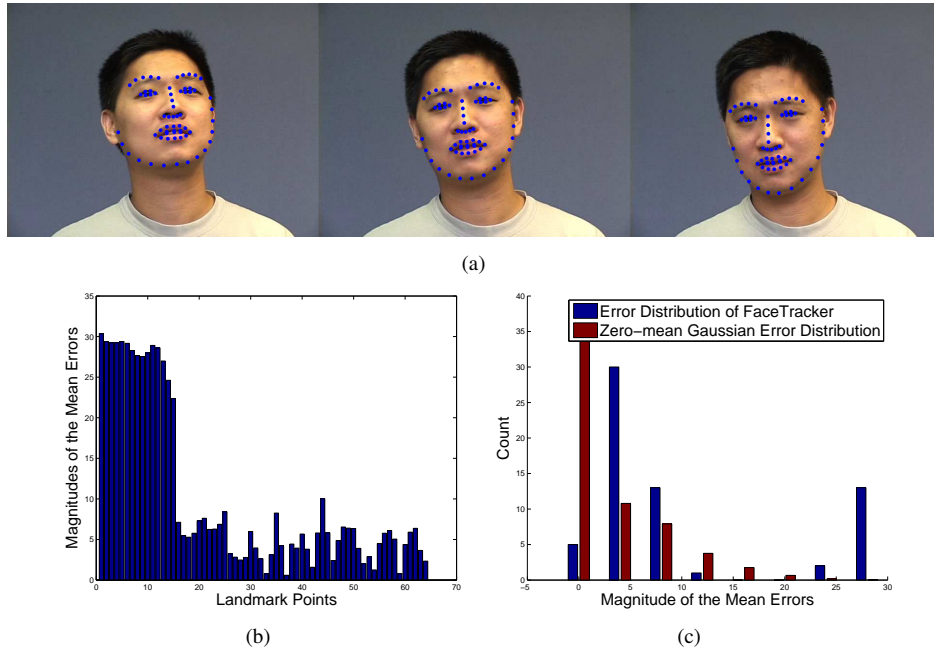 (a)
35
30
25
20
15
10
5
0
0 10 20 30 40 50 60 70
Magnitudes of the Mean Errors
Landmark Points
(b)
40
35
30
25
20
15
10
5
0
−5 0 5 10 15 20 25 30
Count
Magnitude of the Mean Errors
Error Distribution of FaceTracker
Zero−mean Gaussian Error Distribution
(c)